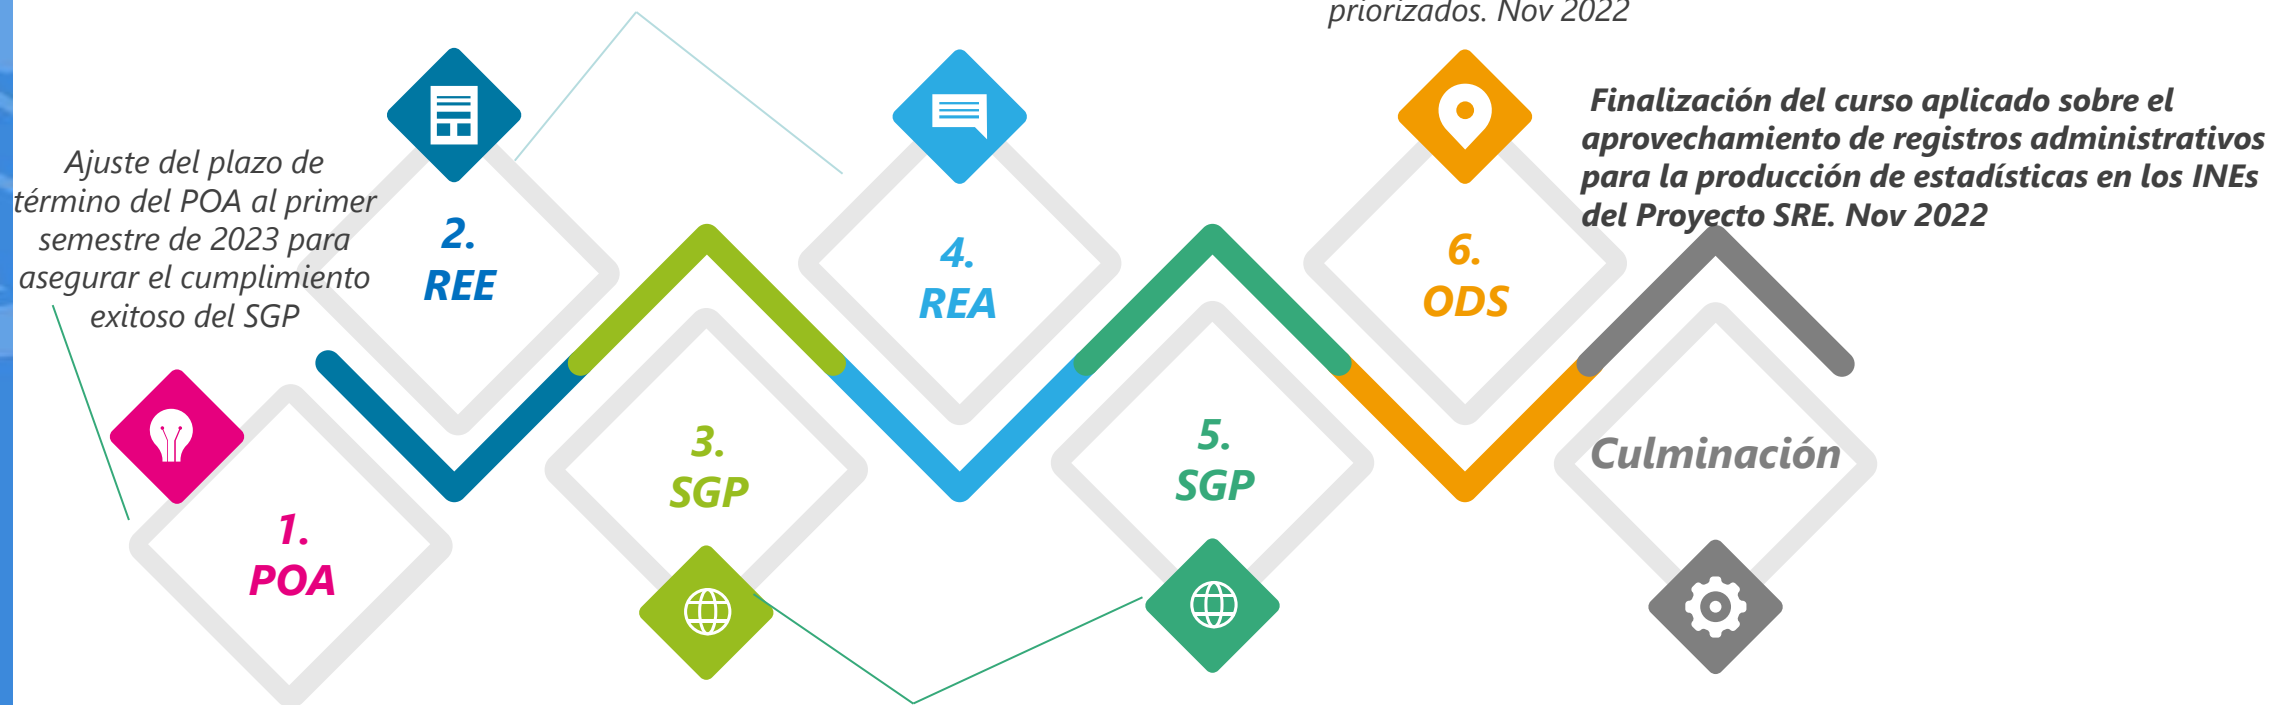 priorizados. Nov 2022
Finalización del curso aplicado sobre el
aprovechamiento de registros administrativos
para la producción de estadísticas en los INEs
del Proyecto SRE. Nov 2022
Ajuste del plazo de
término del POA al primer
semestre de 2023 para
asegurar el cumplimiento
exitoso del SGP
1.
POA
2.
REE
3.
SGP
4.
REA
5.
SGP
6.
ODS
Culminación